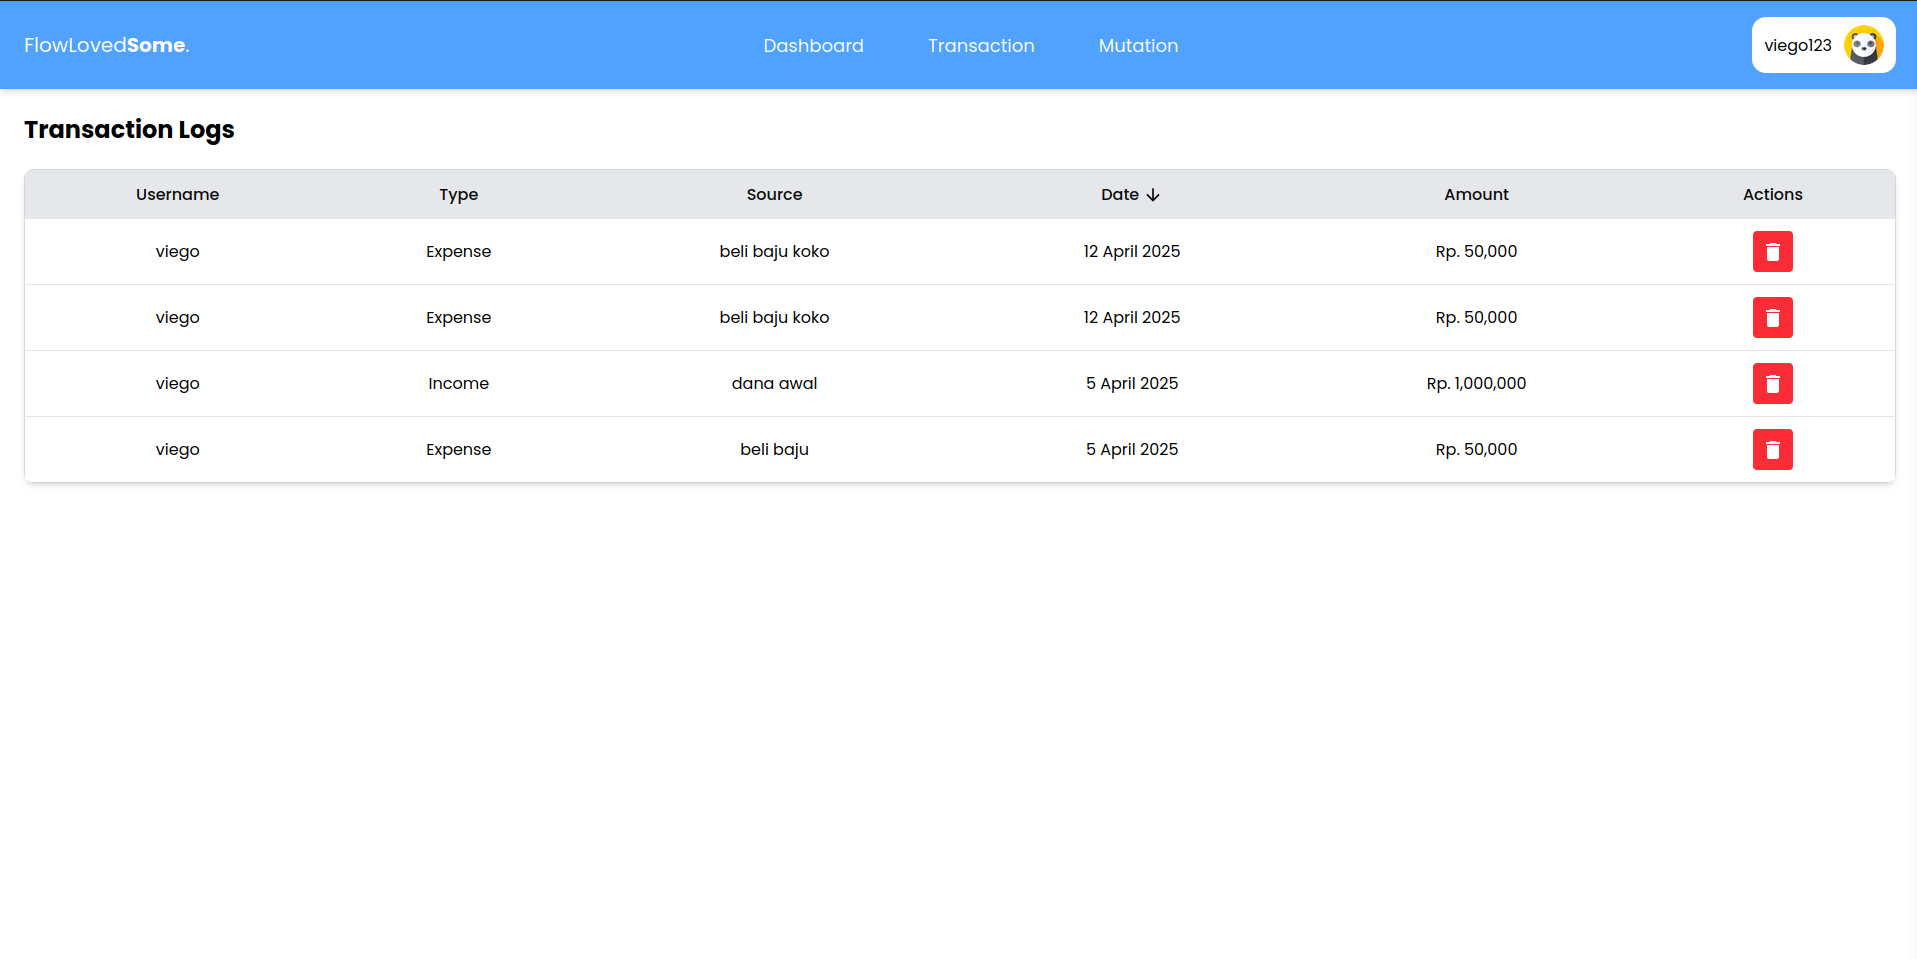 FlowLovedSome. Dashboard Transaction Mutation viego123
Transaction Logs
Username Type Source Date Amount Actions
viego Expense beli baju koko 12 April 2025 Rp. 50,000
viego Expense beli baju koko 12 April 2025 Rp. 50,000
viego Income dana awal 5 April 2025 Rp. 1,000,000
viego Expense beli baju 5 April 2025 Rp. 50,000